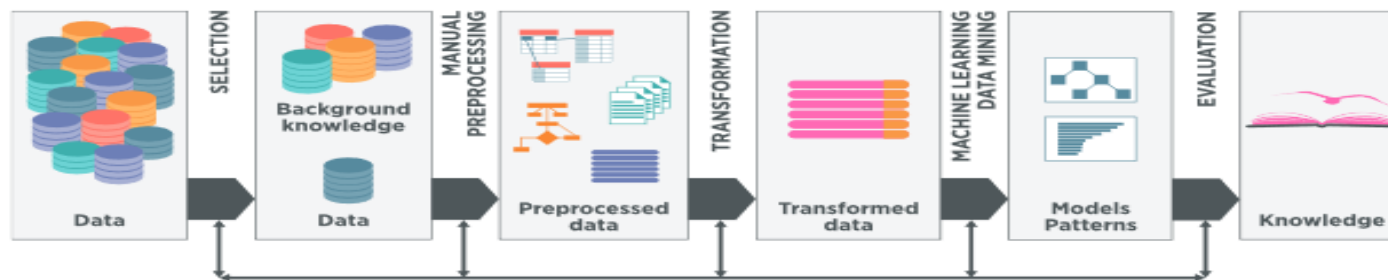 Data
SELECTION
Background
knowledge
Data
MANUAL
PREPROCESSING
Preprocessed
data
TRANSFORMATION
Transformed
data
MACHINE LEARNING
DATA MINING
Models
Patterns
EVALUATION
Knowledge